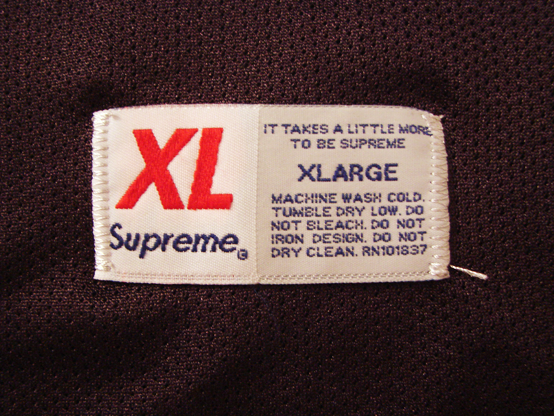 XL
Supreme©
IT TAKES A LITTLE MORE
TO BE SUPREME
XLARGE
MACHINE WASH COLD.
TUMBLE DRY LOW. DO
NOT BLEACH. DO NOT
IRON DESIGN. DO NOT
DRY CLEAN. RN101837